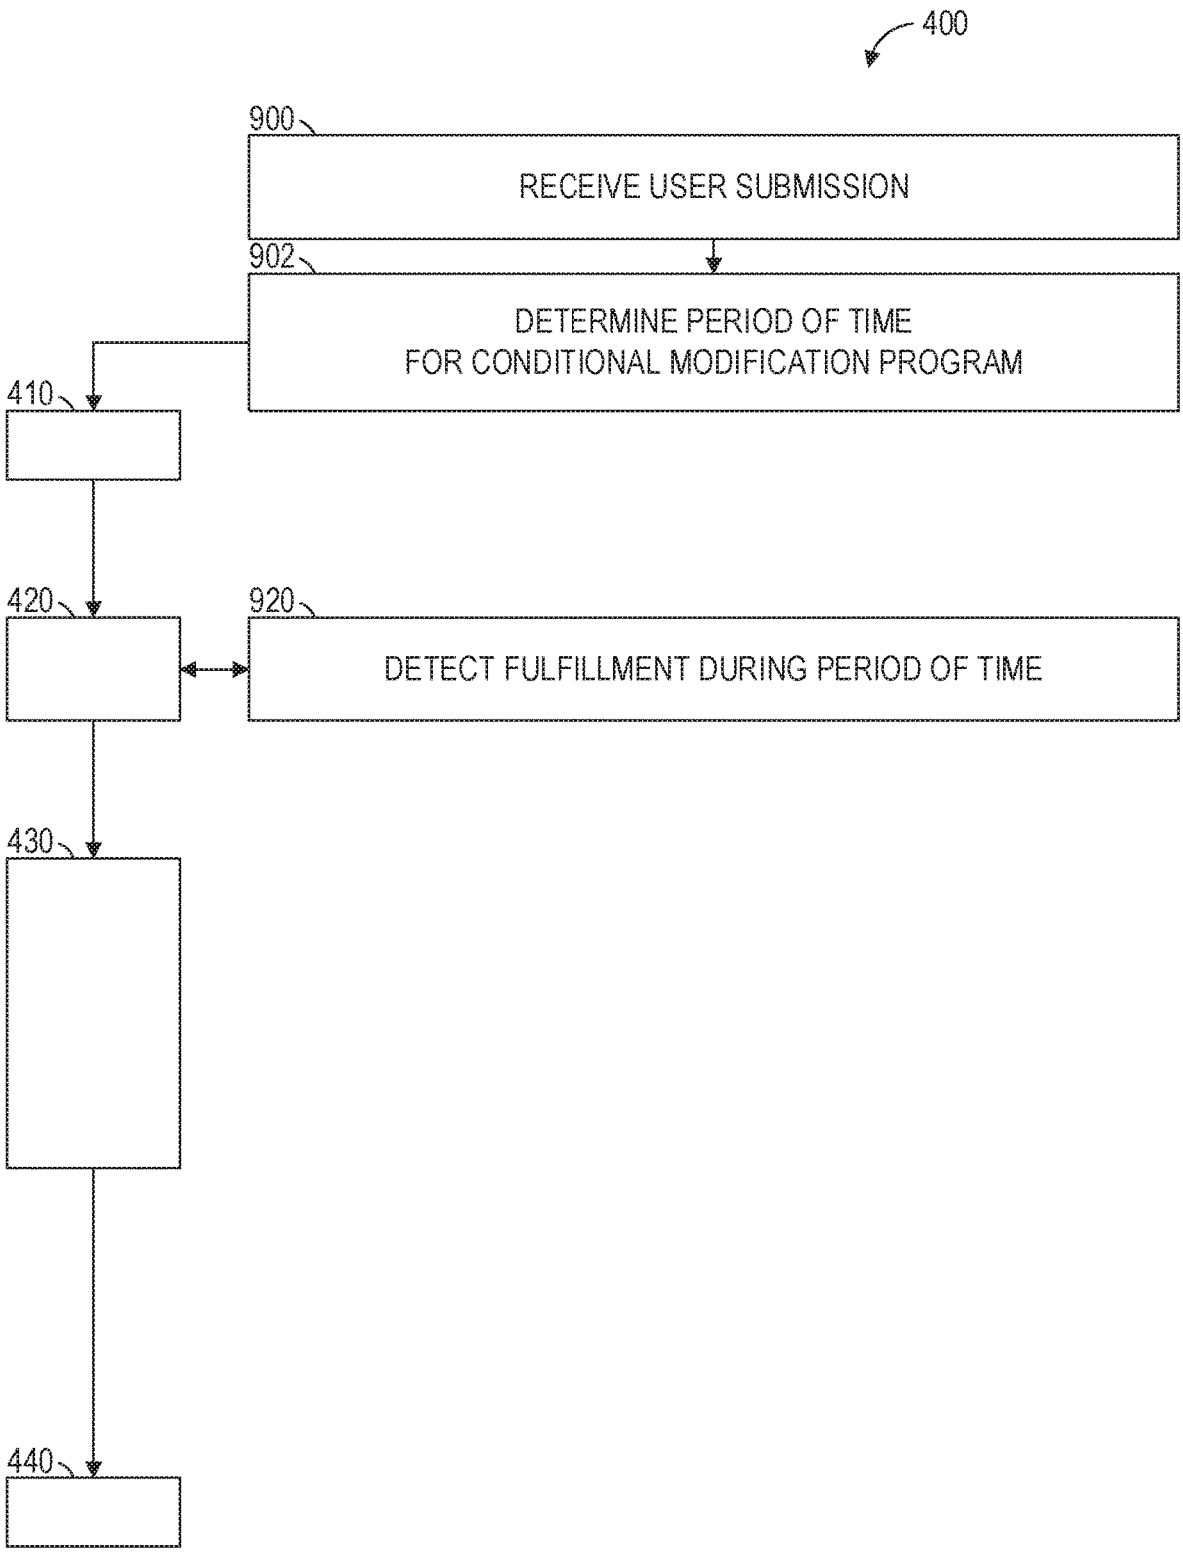 400
900
RECEIVE USER SUBMISSION
902
DETERMINE PERIOD OF TIME
FOR CONDITIONAL MODIFICATION PROGRAM
410
420
920
DETECT FULFILLMENT DURING PERIOD OF TIME
430
440